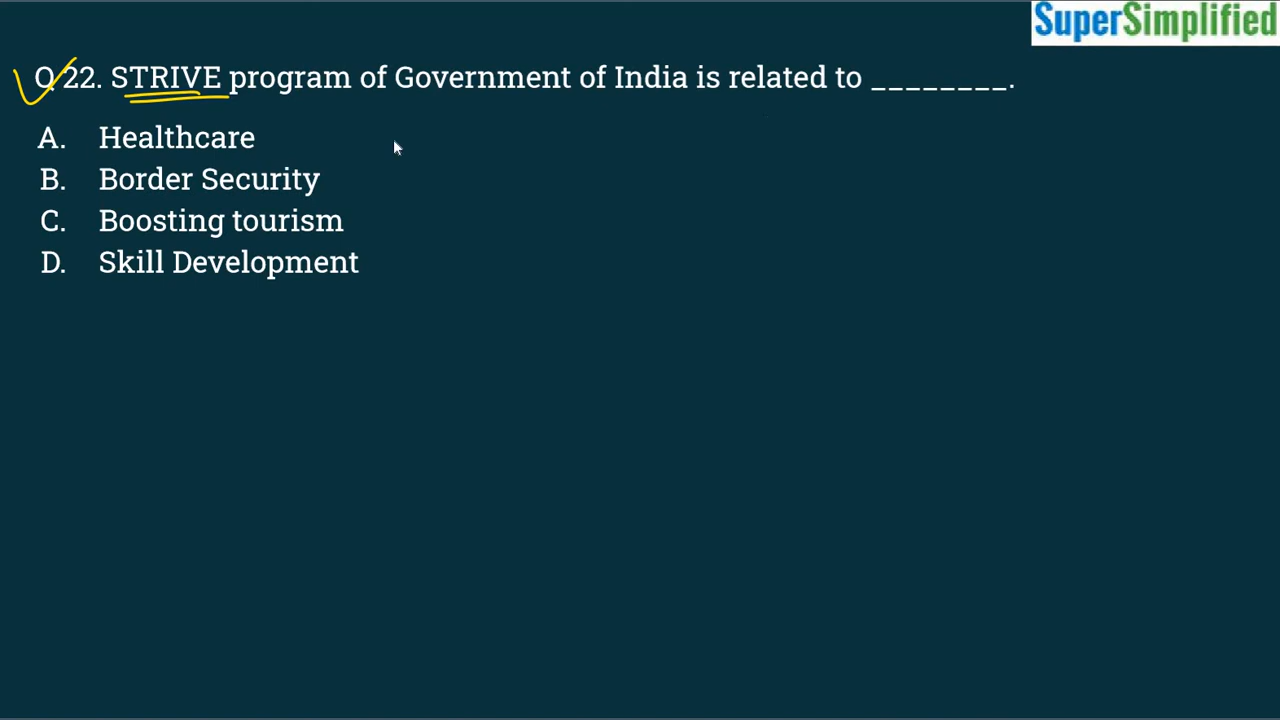 SuperSimplified
Q 22. STRIVE program of Government of India is related to ________.
A. Healthcare
B. Border Security
C. Boosting tourism
D. Skill Development